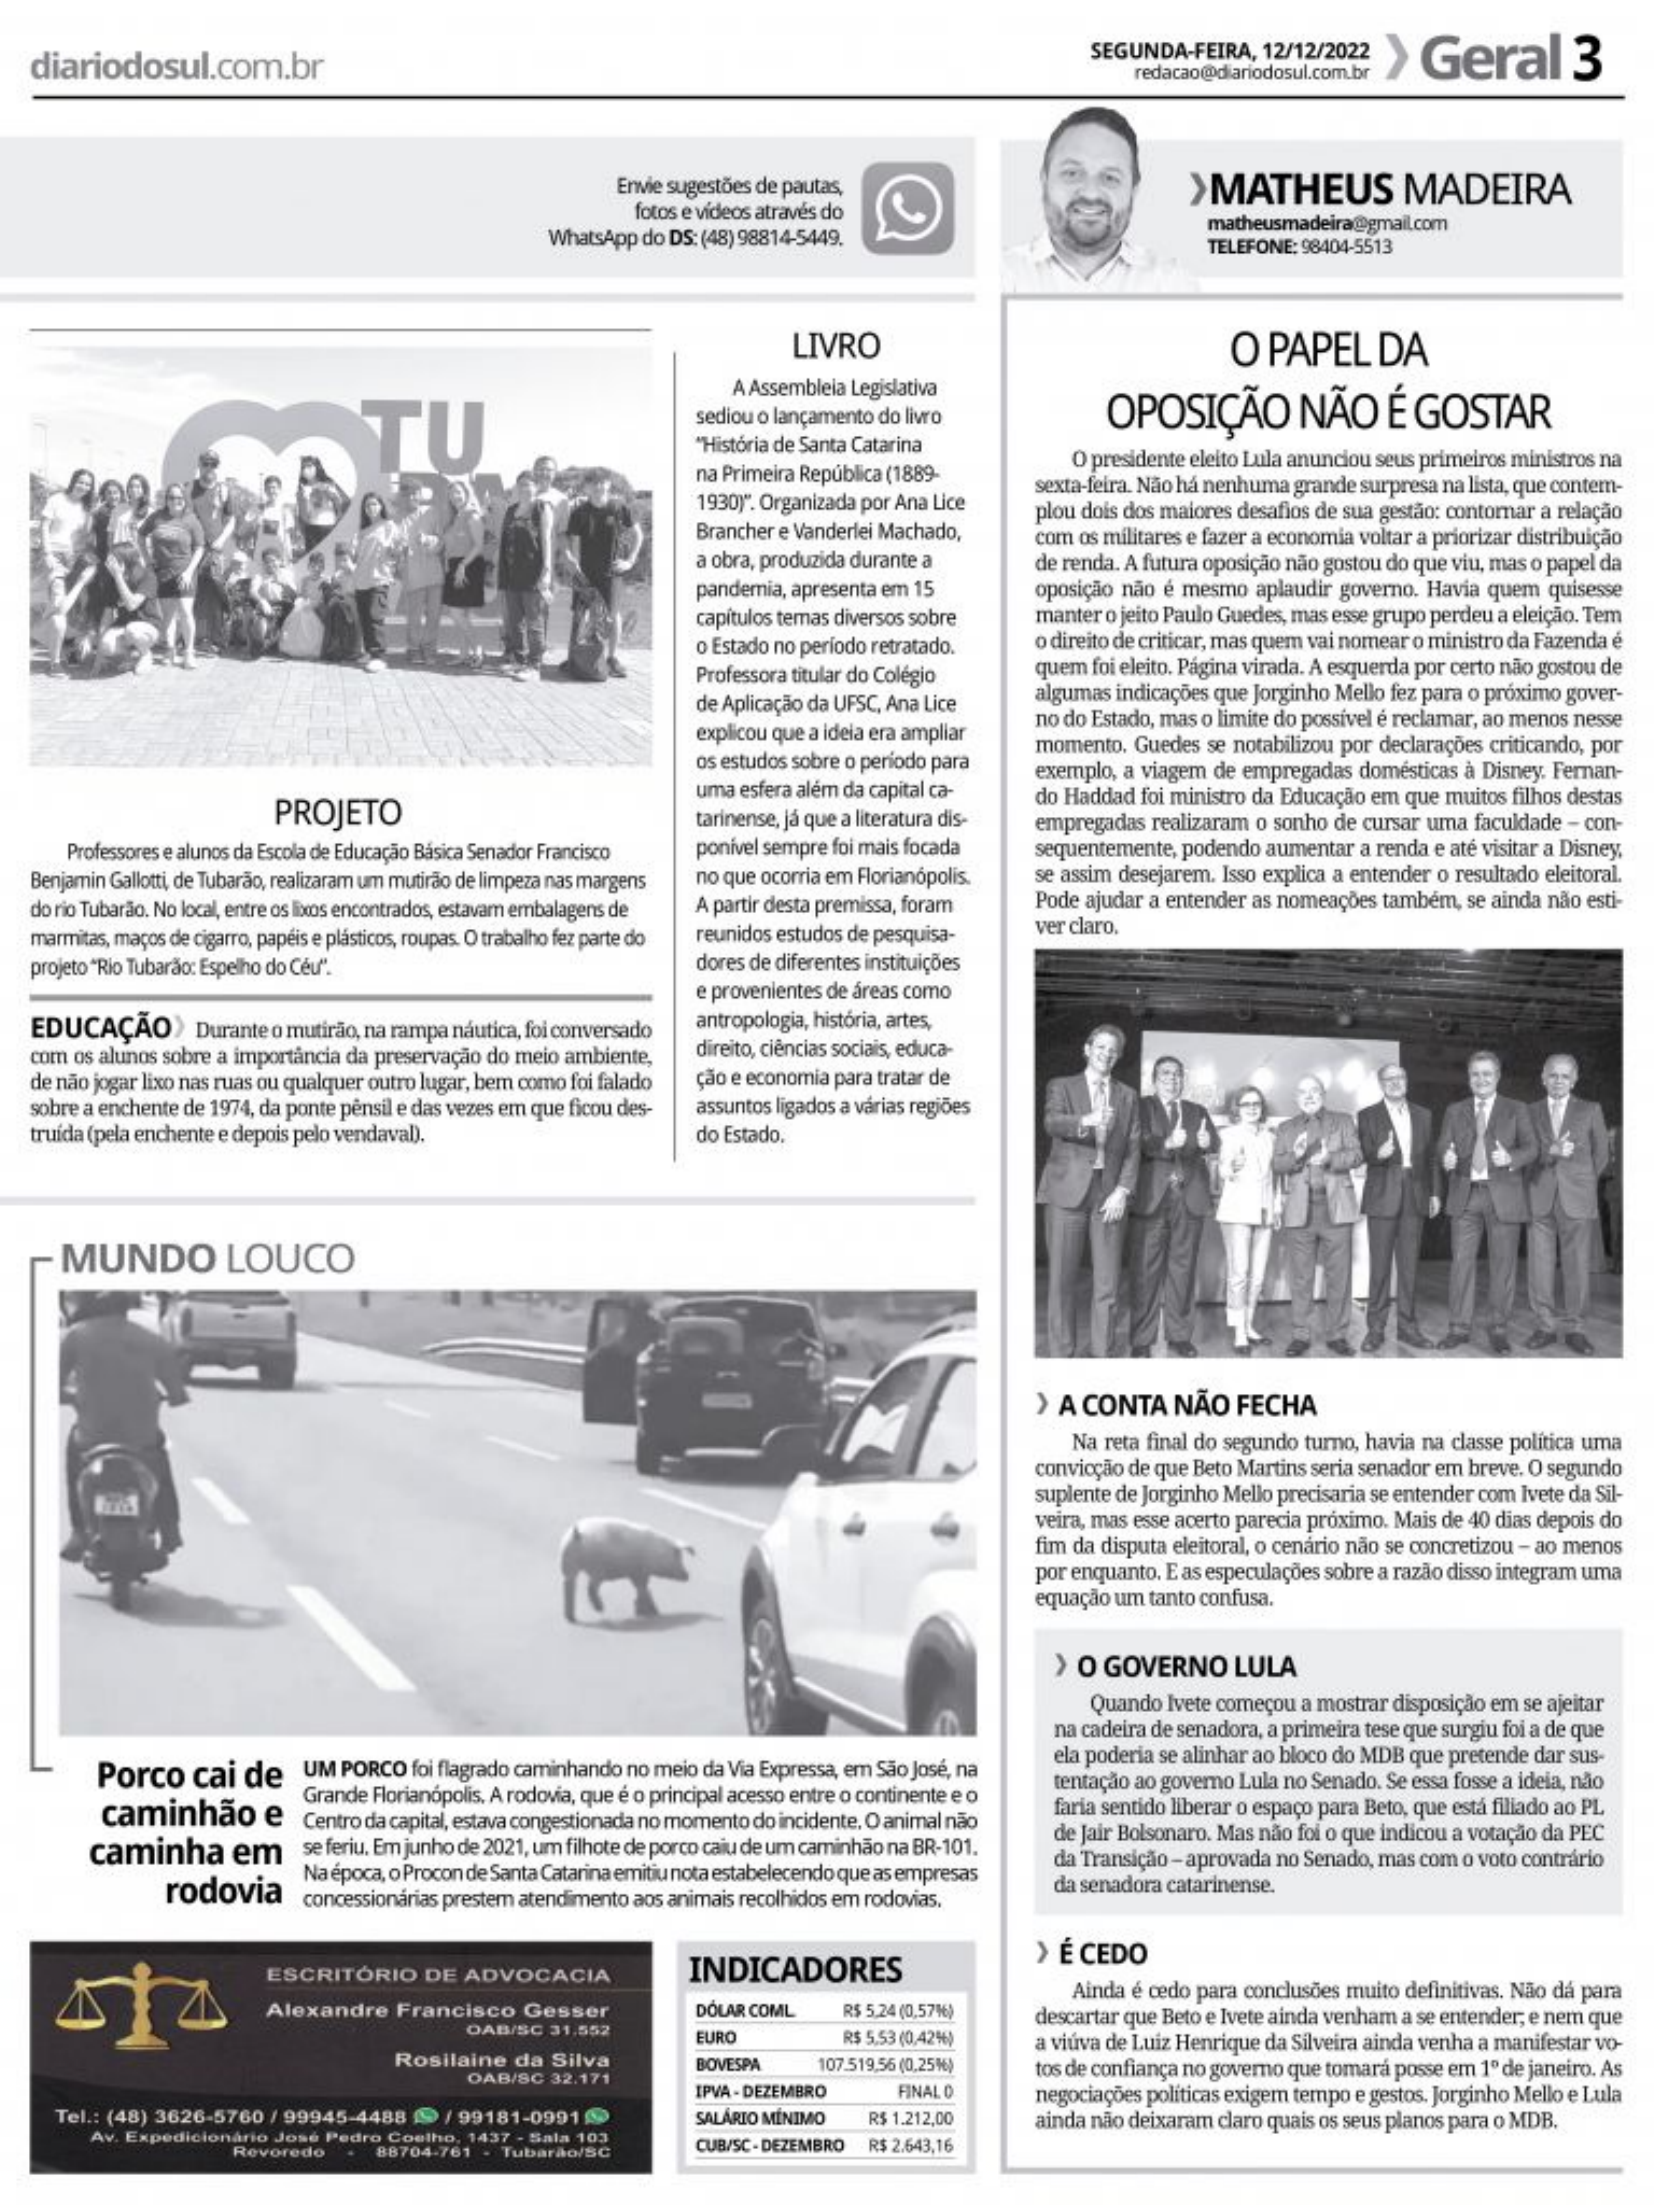 diariodosul.com.br
SEGUNDA-FEIRA, 12/12/2022
redacao@diariodosul.com.br
Geral 3
Envie sugestões de pautas,
fotos e vídeos através do
WhatsApp do DS: (48) 98814-5449.
MATHEUS MADEIRA
matheusmadeira@gmail.com
TELEFONE: 98404-5513
TU
PROJETO
Professores e alunos da Escola de Educação Básica Senador Francisco
Benjamin Gallotti, de Tubarão, realizaram um mutirão de limpeza nas margens
do rio Tubarão. No local, entre os lixos encontrados, estavam embalagens de
marmitas, maços de cigarro, papéis e plásticos, roupas. O trabalho fez parte do
projeto “Rio Tubarão: Espelho do Céu”.
EDUCAÇÃO Durante o mutirão, na rampa náutica, foi conversado
com os alunos sobre a importância da preservação do meio ambiente,
de não jogar lixo nas ruas ou qualquer outro lugar, bem como foi falado
sobre a enchente de 1974, da ponte pênsil e das vezes em que ficou des-
truída (pela enchente e depois pelo vendaval).
LIVRO
A Assembleia Legislativa
sediou o lançamento do livro
“História de Santa Catarina
na Primeira República (1889-
1930)”. Organizada por Ana Lice
Brancher e Vanderlei Machado,
a obra, produzida durante a
pandemia, apresenta em 15
capítulos temas diversos sobre
o Estado no período retratado.
Professora titular do Colégio
de Aplicação da UFSC, Ana Lice
explicou que a ideia era ampliar
os estudos sobre o período para
uma esfera além da capital ca-
tarinense, já que a literatura dis-
ponível sempre foi mais focada
no que ocorria em Florianópolis.
A partir desta premissa, foram
reunidos estudos de pesquisa-
dores de diferentes instituições
e provenientes de áreas como
antropologia, história, artes,
direito, ciências sociais, educa-
ção e economia para tratar de
assuntos ligados a várias regiões
do Estado.
MUNDO LOUCO
Porco cai de
caminhão e
caminha em
rodovia
UM PORCO foi flagrado caminhando no meio da Via Expressa, em São José, na
Grande Florianópolis. A rodovia, que é o principal acesso entre o continente e o
Centro da capital, estava congestionada no momento do incidente. O animal não
se feriu. Em junho de 2021, um filhote de porco caiu de um caminhão na BR-101.
Na época, o Procon de Santa Catarina emitiu nota estabelecendo que as empresas
concessionárias prestem atendimento aos animais recolhidos em rodovias.
ESCRITÓRIO DE ADVOCACIA
Alexandre Francisco Gesser
OAB/SC 31.552
Rosilaine da Silva
OAB/SC 32.171
Tel.: (48) 3626-5760 / 99945-4488 / 99181-0991
Av. Expedicionário José Pedro Coelho, 1437 - Sala 103
Revoredo - 88704-761 - Tubarão/SC
INDICADORES
DÓLAR COML. R$ 5,24 (0,57%)
EURO R$ 5,53 (0,42%)
BOVESPA 107.519,56 (0,25%)
IPVA - DEZEMBRO FINAL 0
SALÁRIO MÍNIMO R$ 1.212,00
CUB/SC - DEZEMBRO R$ 2.643,16
O PAPEL DA
OPOSIÇÃO NÃO É GOSTAR
O presidente eleito Lula anunciou seus primeiros ministros na
sexta-feira. Não há nenhuma grande surpresa na lista, que contem-
plou dois dos maiores desafios de sua gestão: contornar a relação
com os militares e fazer a economia voltar a priorizar distribuição
de renda. A futura oposição não gostou do que viu, mas o papel da
oposição não é mesmo aplaudir governo. Havia quem quisesse
manter o jeito Paulo Guedes, mas esse grupo perdeu a eleição. Tem
o direito de criticar, mas quem vai nomear o ministro da Fazenda é
quem foi eleito. Página virada. A esquerda por certo não gostou de
algumas indicações que Jorginho Mello fez para o próximo gover-
no do Estado, mas o limite do possível é reclamar, ao menos nesse
momento. Guedes se notabilizou por declarações criticando, por
exemplo, a viagem de empregadas domésticas à Disney. Fernan-
do Haddad foi ministro da Educação em que muitos filhos destas
empregadas realizaram o sonho de cursar uma faculdade – con-
sequentemente, podendo aumentar a renda e até visitar a Disney,
se assim desejarem. Isso explica a entender o resultado eleitoral.
Pode ajudar a entender as nomeações também, se ainda não esti-
ver claro.
A CONTA NÃO FECHA
Na reta final do segundo turno, havia na classe política uma
convicção de que Beto Martins seria senador em breve. O segundo
suplente de Jorginho Mello precisaria se entender com Ivete da Sil-
veira, mas esse acerto parecia próximo. Mais de 40 dias depois do
fim da disputa eleitoral, o cenário não se concretizou – ao menos
por enquanto. E as especulações sobre a razão disso integram uma
equação um tanto confusa.
O GOVERNO LULA
Quando Ivete começou a mostrar disposição em se ajeitar
na cadeira de senadora, a primeira tese que surgiu foi a de que
ela poderia se alinhar ao bloco do MDB que pretende dar sus-
tentação ao governo Lula no Senado. Se essa fosse a ideia, não
faria sentido liberar o espaço para Beto, que está filiado ao PL
de Jair Bolsonaro. Mas não foi o que indicou a votação da PEC
da Transição – aprovada no Senado, mas com o voto contrário
da senadora catarinense.
É CEDO
Ainda é cedo para conclusões muito definitivas. Não dá para
descartar que Beto e Ivete ainda venham a se entender; e nem que
a viúva de Luiz Henrique da Silveira ainda venha a manifestar vo-
tos de confiança no governo que tomará posse em 1º de janeiro. As
negociações políticas exigem tempo e gestos. Jorginho Mello e Lula
ainda não deixaram claro quais os seus planos para o MDB.